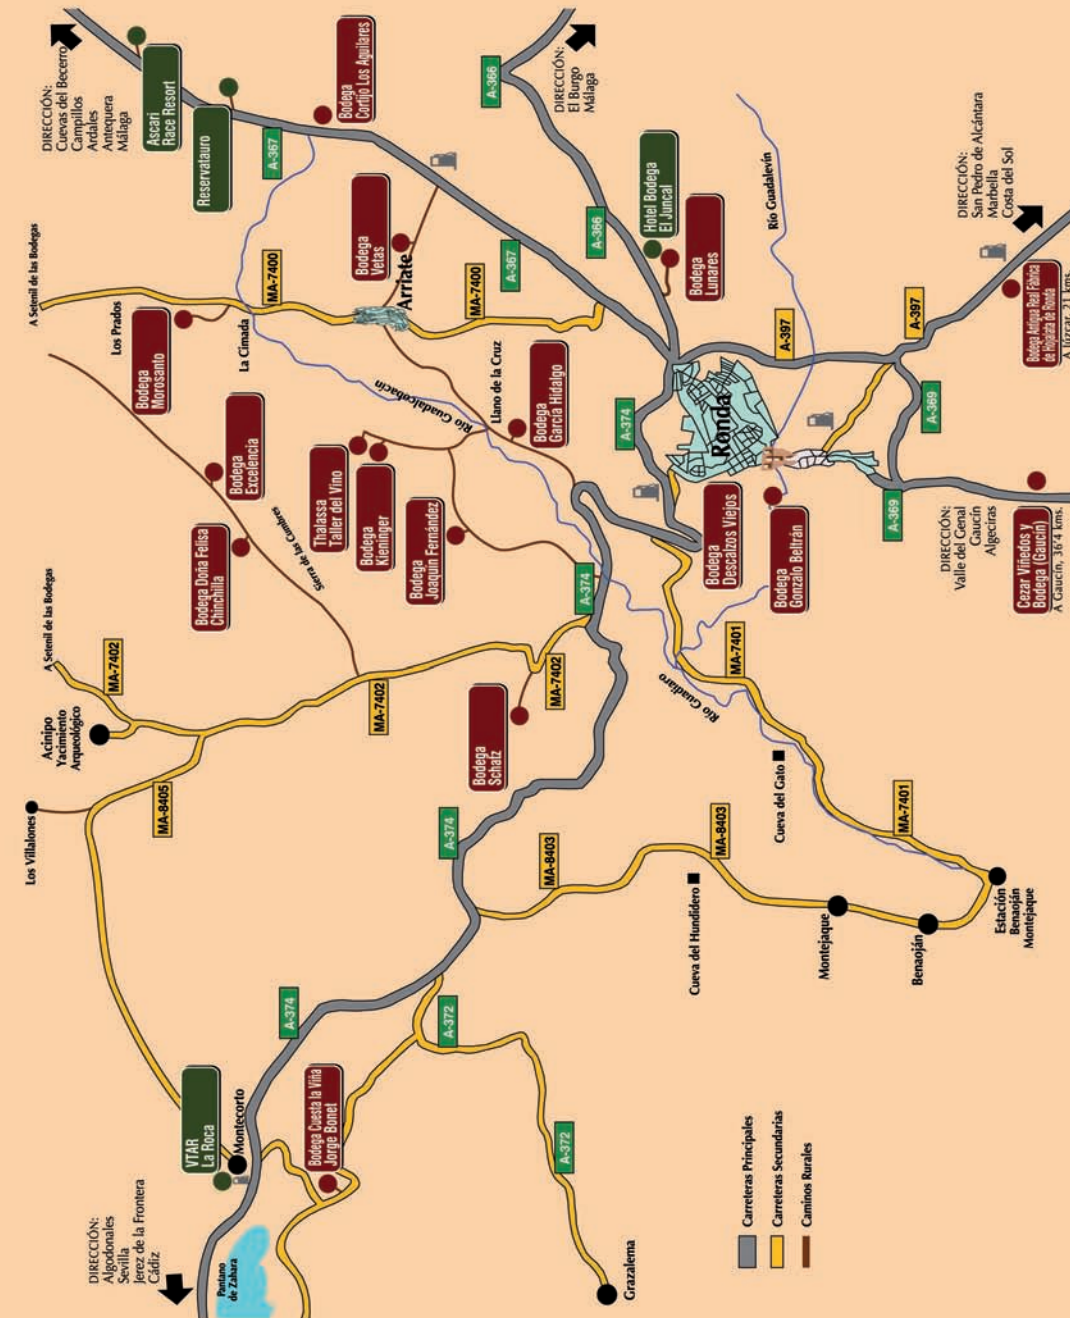 DIRECCIÓN:
Cuevas del Becerro
Campillos
Ardales
Antequera
Málaga
Ascari
Race Resort
Reservatauro
Bodega
Cortijo Los Aguilares
A-367
A-366
DIRECCIÓN:
El Burgo
Málaga
A Setenil de las Bodegas
Los Prados
Bodega
Morosanto
La Cimada
MA-7400
Bodega
Vetas
Arriate
MA-7400
A-367
A-366
Hotel Bodega
El Juncal
Bodega
Lunares
Río Guadalevín
DIRECCIÓN:
San Pedro de Alcántara
Marbella
Costa del Sol
Bodega
Excelencia
Bodega Doña Felisa
Chinchilla
Sierra de las Cumbres
Thalassa
Taller del Vino
Bodega
Kieninger
Bodega
Joaquín Fernández
Río Guadalcobacín
Llano de la Cruz
Bodega
García Hidalgo
A-374
Ronda
A-397
A-397
Bodega Antigua Real Fábrica
de Hojalata de Ronda
A Júzcar, 21 kms.
A-369
A-369
Bodega
Descalzos Viejos
Bodega
Gonzalo Beltrán
DIRECCIÓN:
Valle del Genal
Gaucín
Algeciras
Cezar Viñedos y
Bodega (Gaucín)
A Gaucín, 36'4 kms.
A Setenil de las Bodegas
MA-7402
Acinipo
Yacimiento
Arqueológico
MA-7402
MA-7402
A-374
Bodega
Schatz
Río Guadiaro
MA-7401
Los Villalones
MA-8405
A-374
MA-8403
MA-8403
Cueva del Gato
MA-7401
Cueva del Hundidero
Montejaque
Benaoján
Estación
Benaoján
Montejaque
A-374
A-372
VTAR
La Roca
Montecorto
Bodega Cuesta la Viña
Jorge Bonet
A-372
DIRECCIÓN:
Algodonales
Sevilla
Jerez de la Frontera
Cádiz
Pantano
de Zahara
Grazalema
Carreteras Principales
Carreteras Secundarias
Caminos Rurales